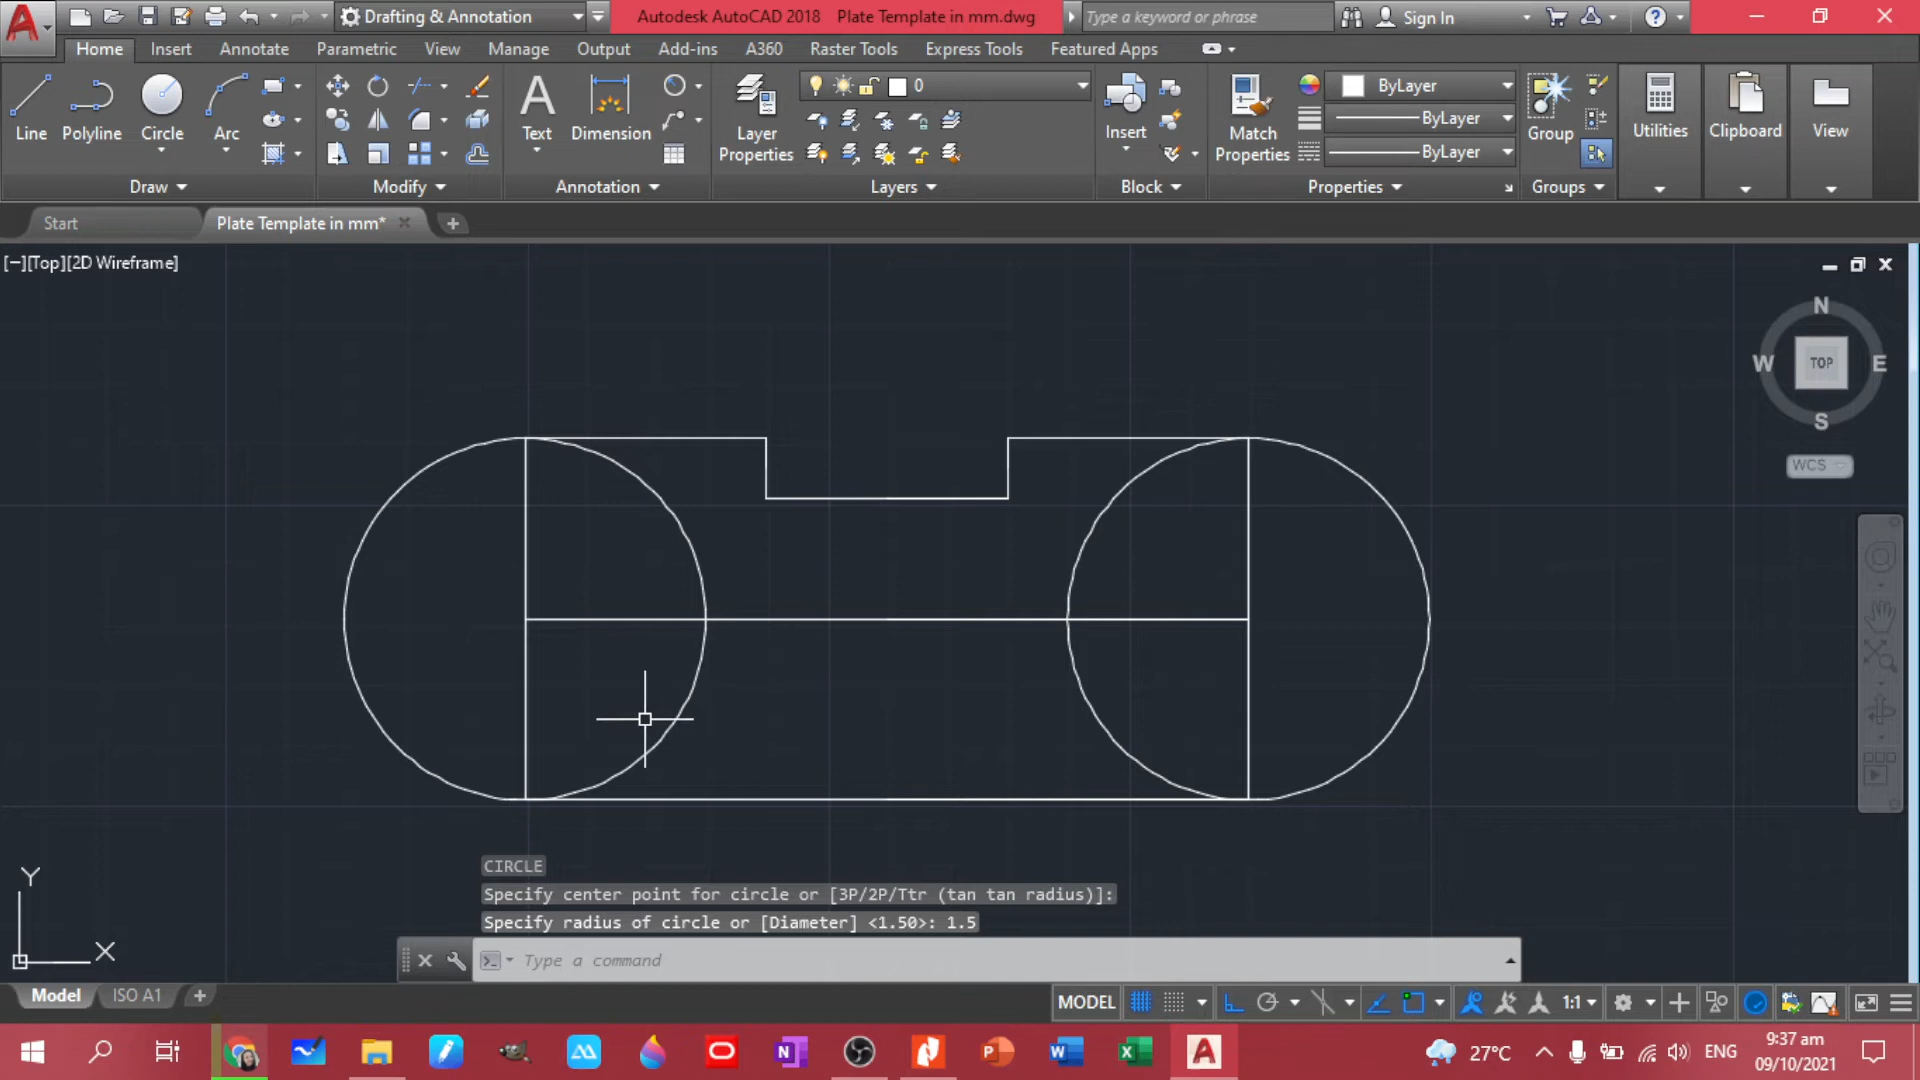 Drafting & Annotation
Autodesk AutoCAD 2018 Plate Template in mm.dwg
Type a keyword or phrase
Sign In
Home Insert Annotate Parametric View Manage Output Add-ins A360 Raster Tools Express Tools Featured Apps
0
ByLayer
Line Polyline Circle Arc
Text Dimension
Layer
Properties
Insert
Match
Properties
ByLayer
ByLayer
Group
Utilities Clipboard View
Draw Modify Annotation Layers Block Properties Groups
Start Plate Template in mm*
[−][Top][2D Wireframe]
N
W TOP E
S
WCS
Y
X
CIRCLE
Specify center point for circle or [3P/2P/Ttr (tan tan radius)]:
Specify radius of circle or [Diameter] <1.50>: 1.5
Type a command
Model ISO A1
MODEL 1:1
27°C ENG 9:37 am
09/10/2021